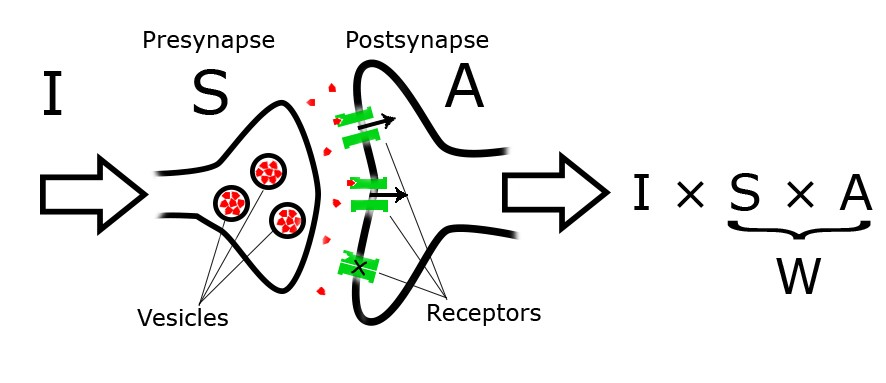 Presynapse
Postsynapse
I
S
A
I × S × A
W
Vesicles
Receptors